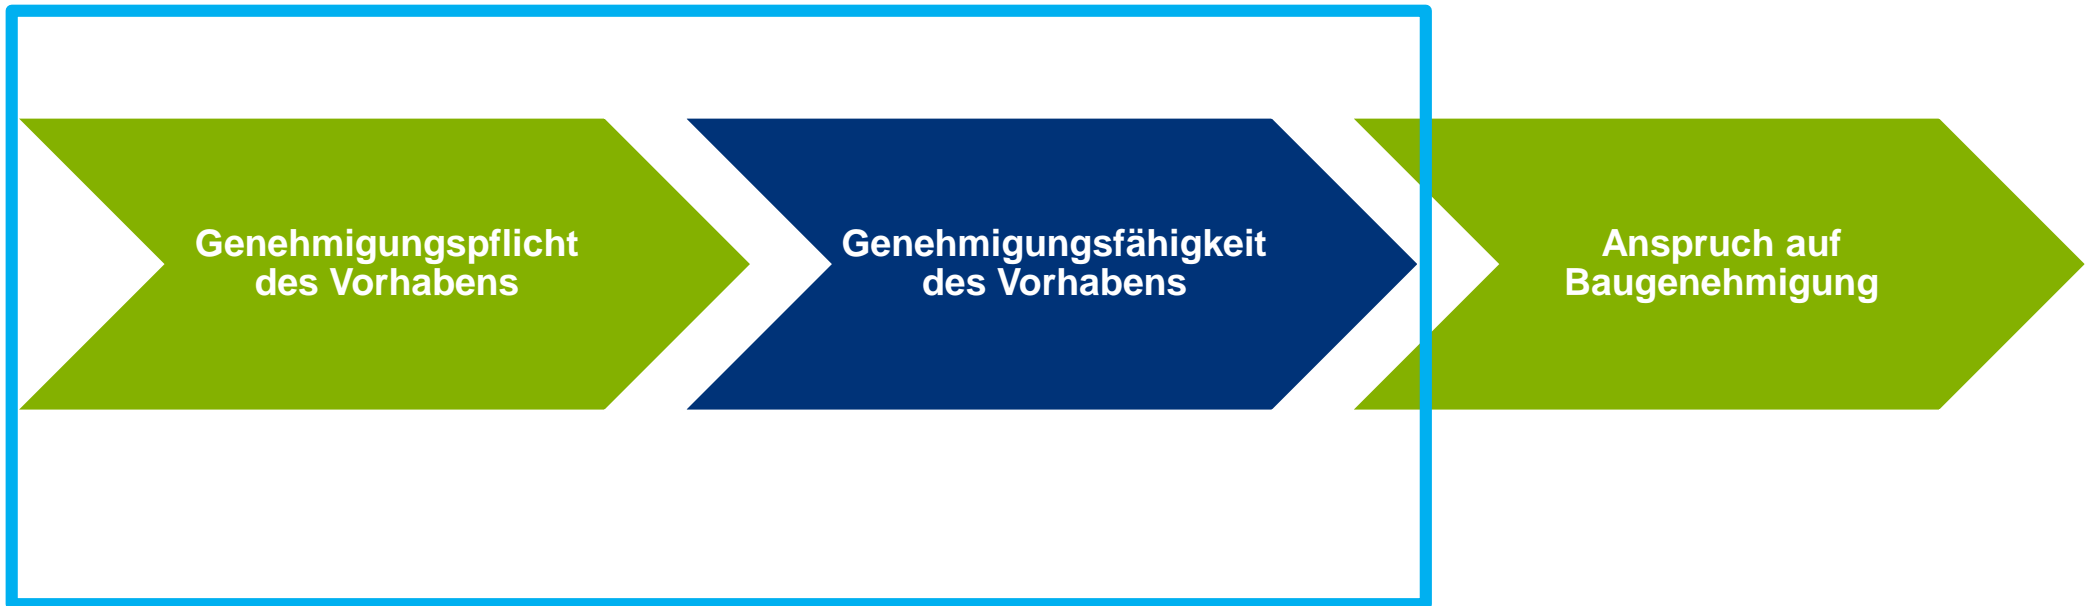 Genehmigungspflicht
des Vorhabens
Genehmigungsfähigkeit
des Vorhabens
Anspruch auf
Baugenehmigung